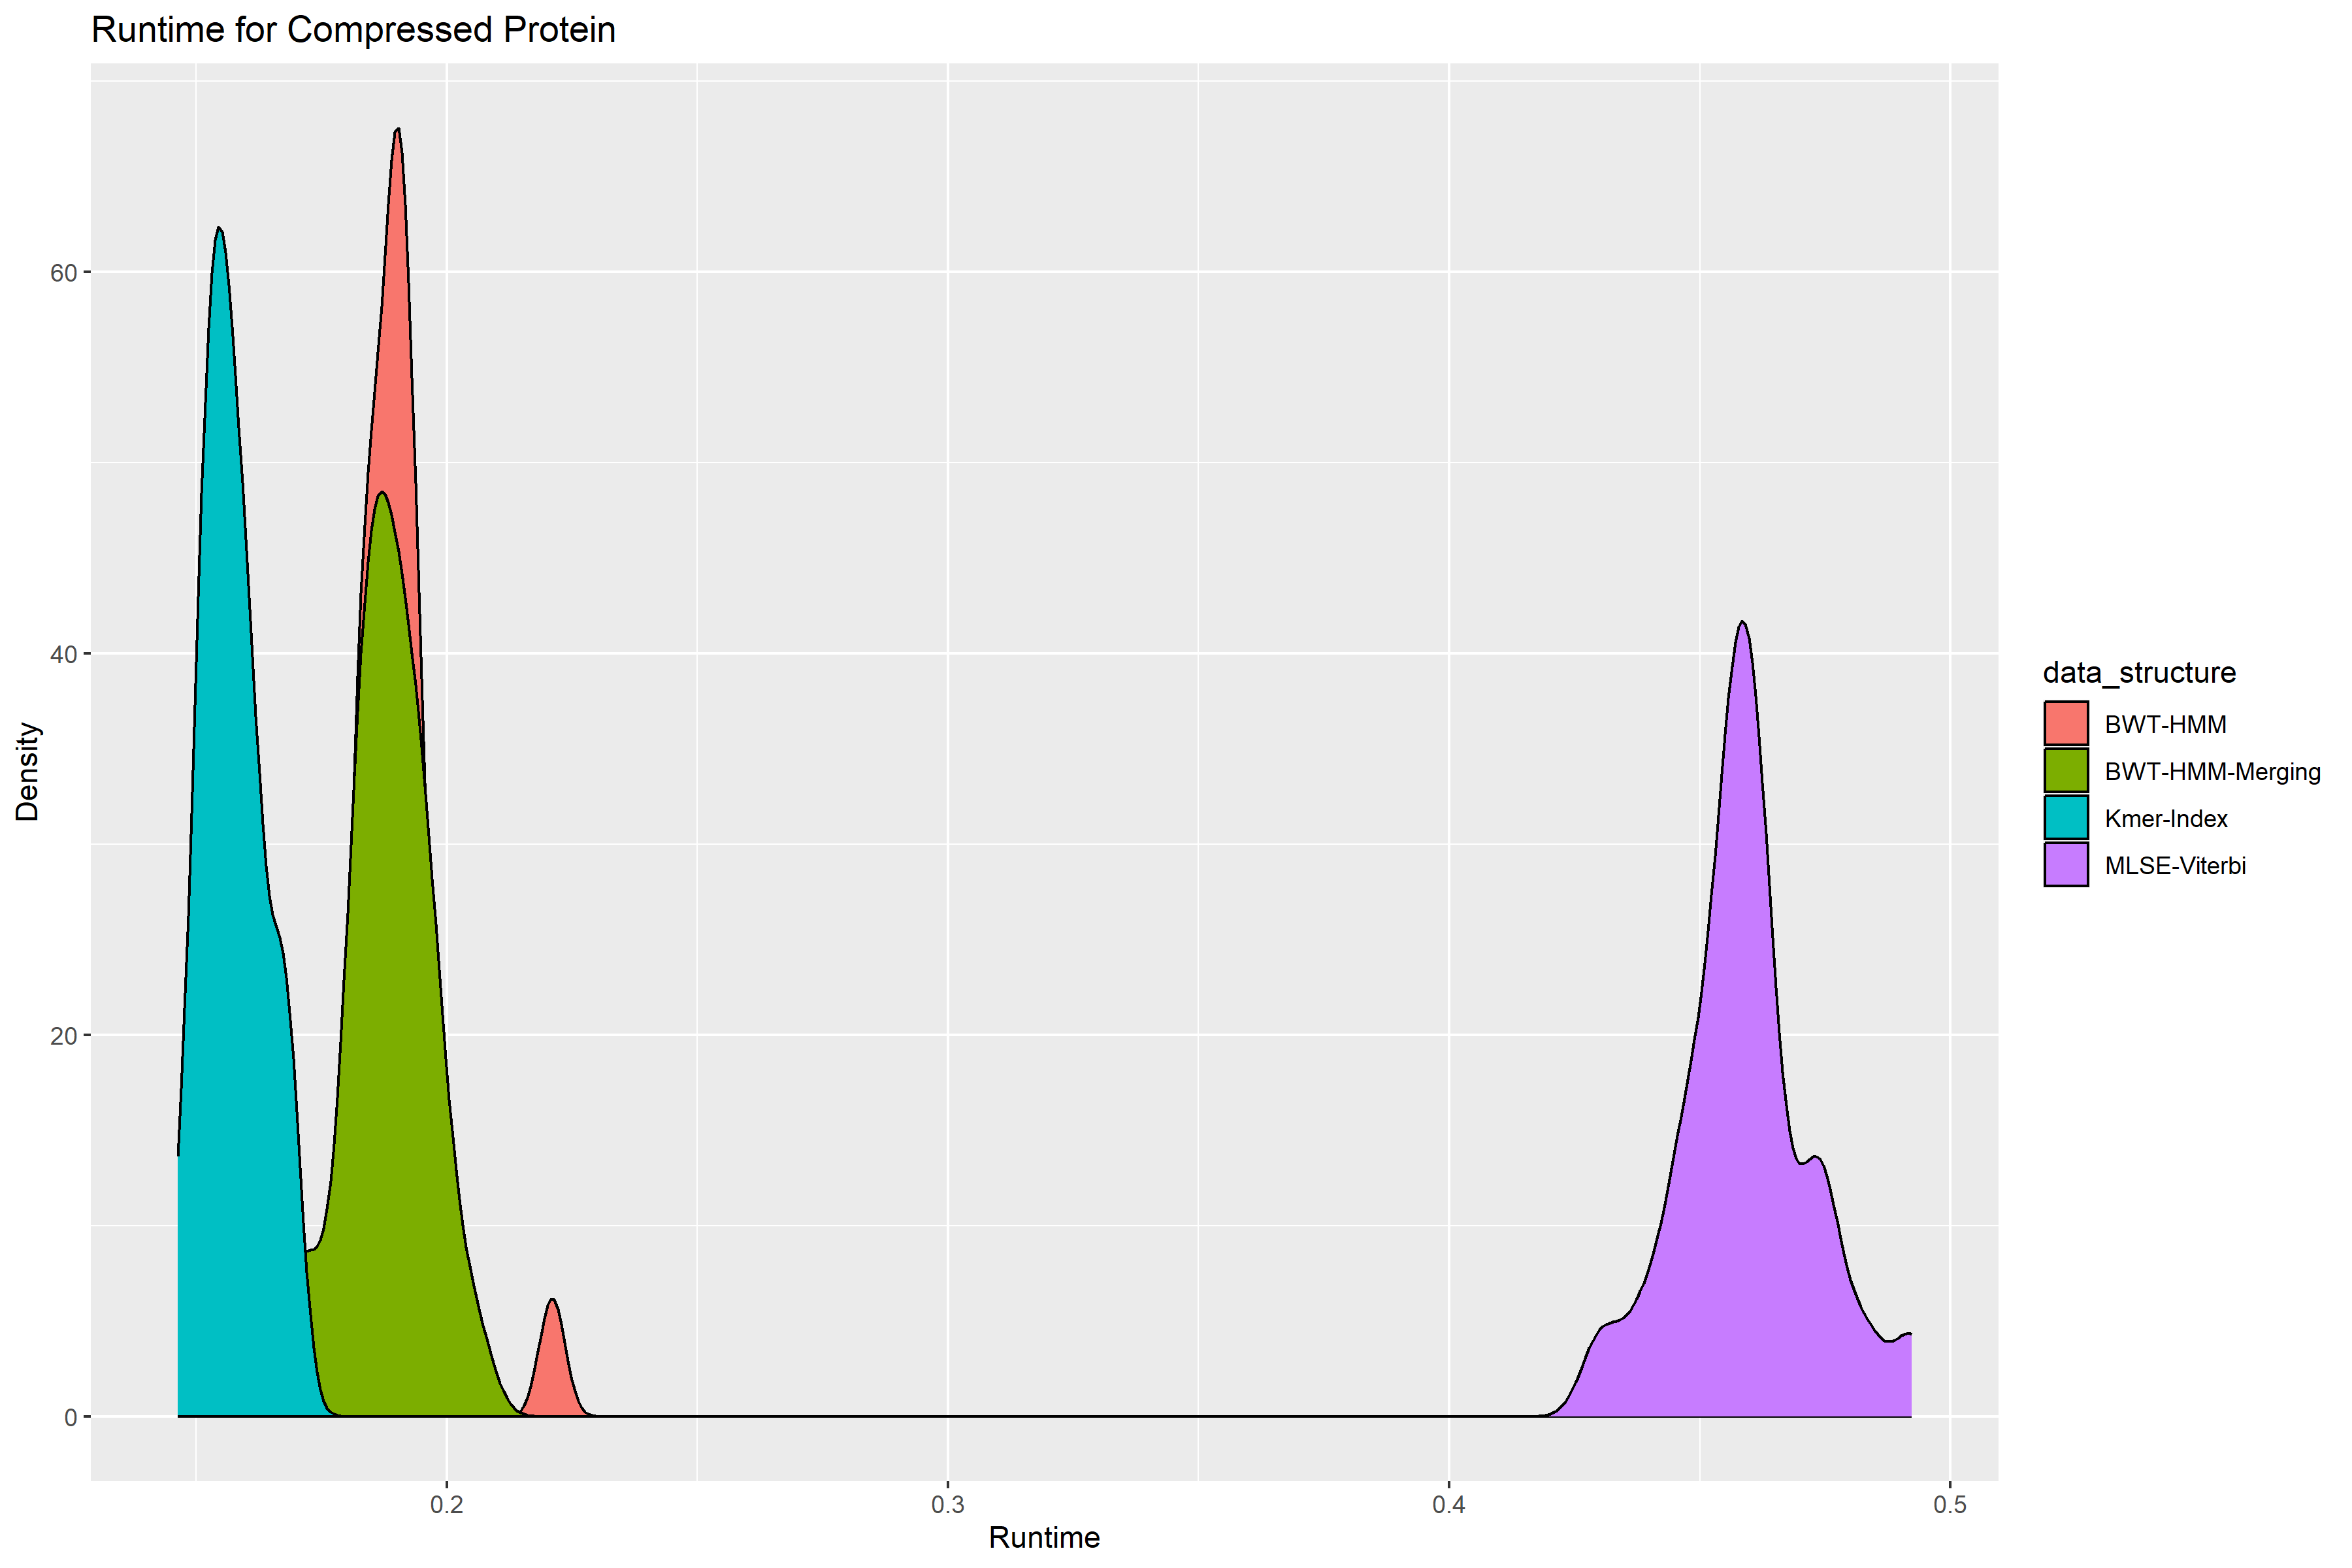 Runtime for Compressed Protein
60
40
20
0
Density
0.2
0.3
0.4
0.5
Runtime
data_structure
BWT-HMM
BWT-HMM-Merging
Kmer-Index
MLSE-Viterbi